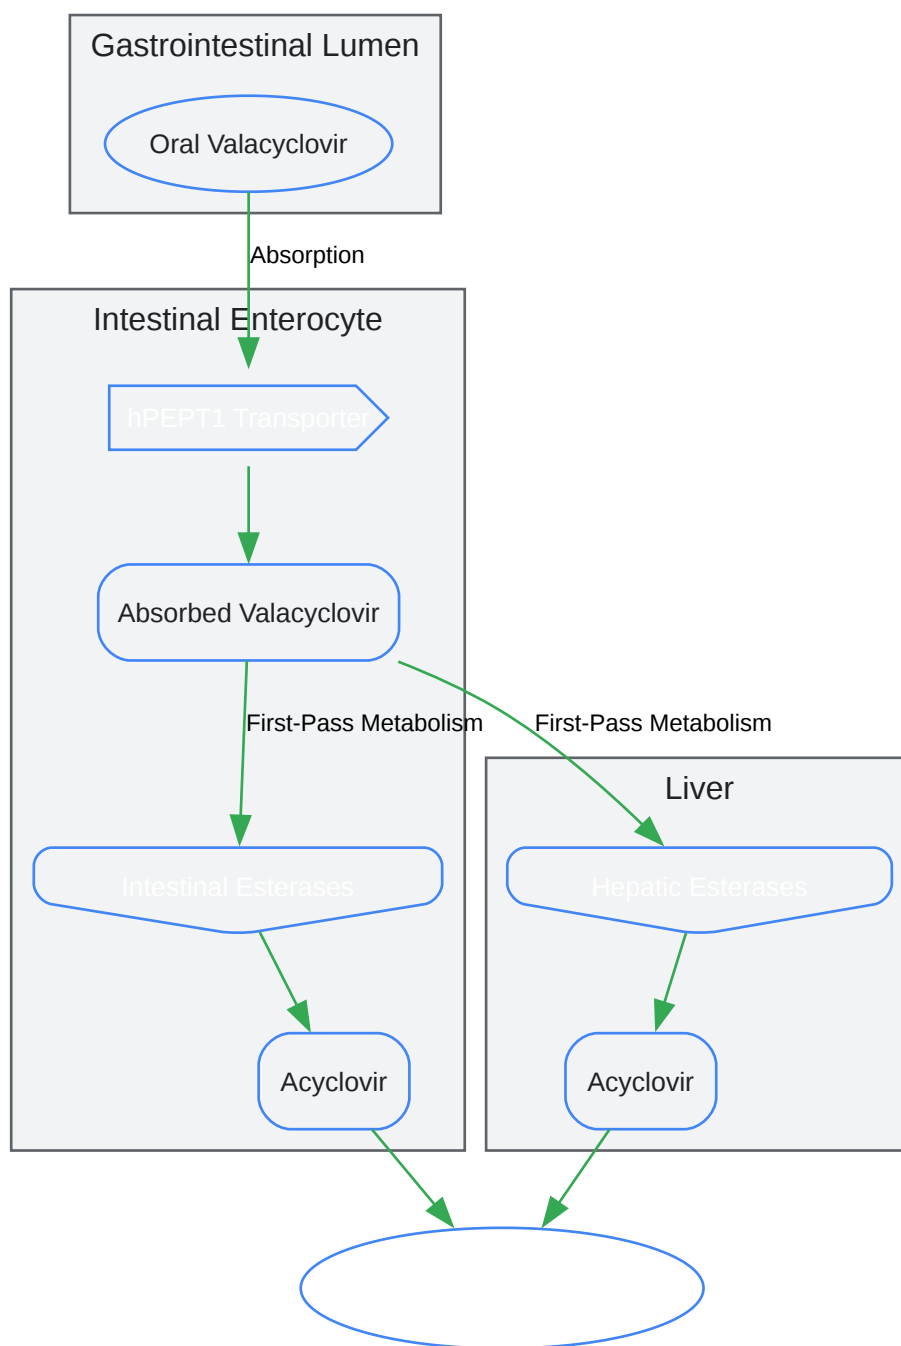 Gastrointestinal Lumen
Oral Valacyclovir
Absorption
Intestinal Enterocyte
hPEPT1 Transporter
Absorbed Valacyclovir
First-Pass Metabolism
First-Pass Metabolism
Liver
Intestinal Esterases
Hepatic Esterases
Acyclovir
Acyclovir